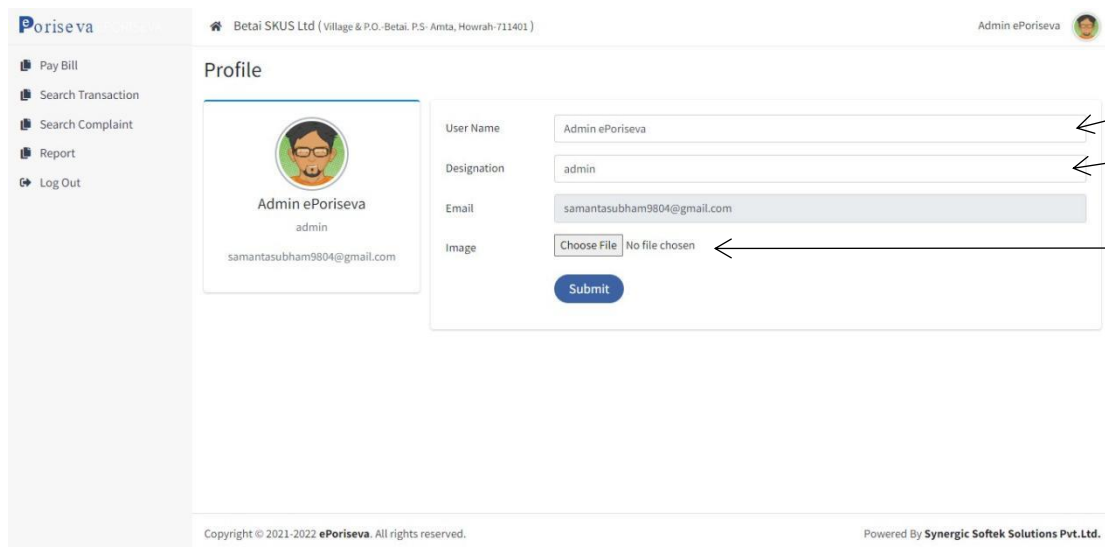 Poriseva
Betai SKUS Ltd ( Village & P.O.-Betai. P.S- Amta, Howrah-711401 )
Admin ePoriseva
Pay Bill
Search Transaction
Search Complaint
Report
Log Out
Profile
Admin ePoriseva
admin
samantasubham9804@gmail.com
User Name
Admin ePoriseva
Designation
admin
Email
samantasubham9804@gmail.com
Image
Choose File No file chosen
Submit
Copyright © 2021-2022 ePoriseva. All rights reserved.
Powered By Synergic Softek Solutions Pvt.Ltd.